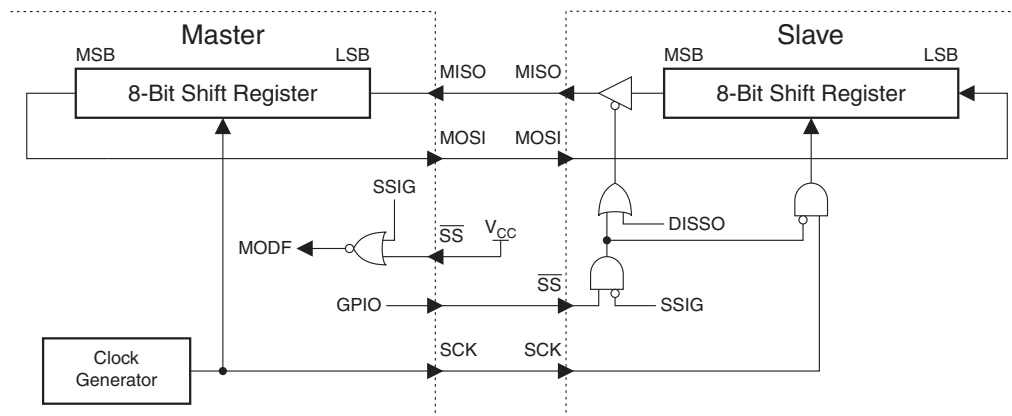 Master
Slave
MSB
LSB
MISO
MISO
MSB
LSB
8-Bit Shift Register
8-Bit Shift Register
MOSI
MOSI
SSIG
SS
VCC
DISSO
MODF
SS
GPIO
SSIG
Clock
Generator
SCK
SCK